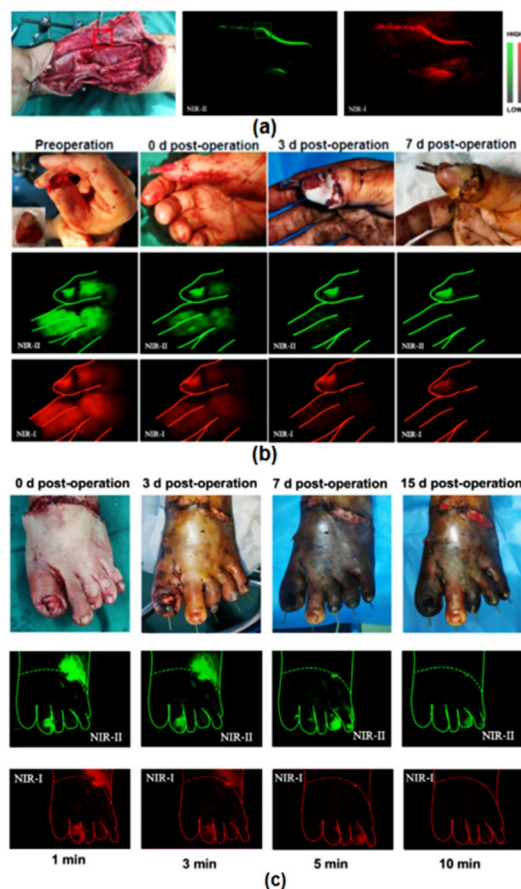 HIGH
NIR-II
NIR-I
LOW
(a)
Preoperation
0 d post-operation
3 d post-operation
7 d post-operation
NIR-II
NIR-II
NIR-II
NIR-II
NIR-I
NIR-I
NIR-I
NIR-I
(b)
0 d post-operation
3 d post-operation
7 d post-operation
15 d post-operation
NIR-II
NIR-II
NIR-II
NIR-II
NIR-I
NIR-I
NIR-I
NIR-I
1 min
3 min
5 min
10 min
(c)